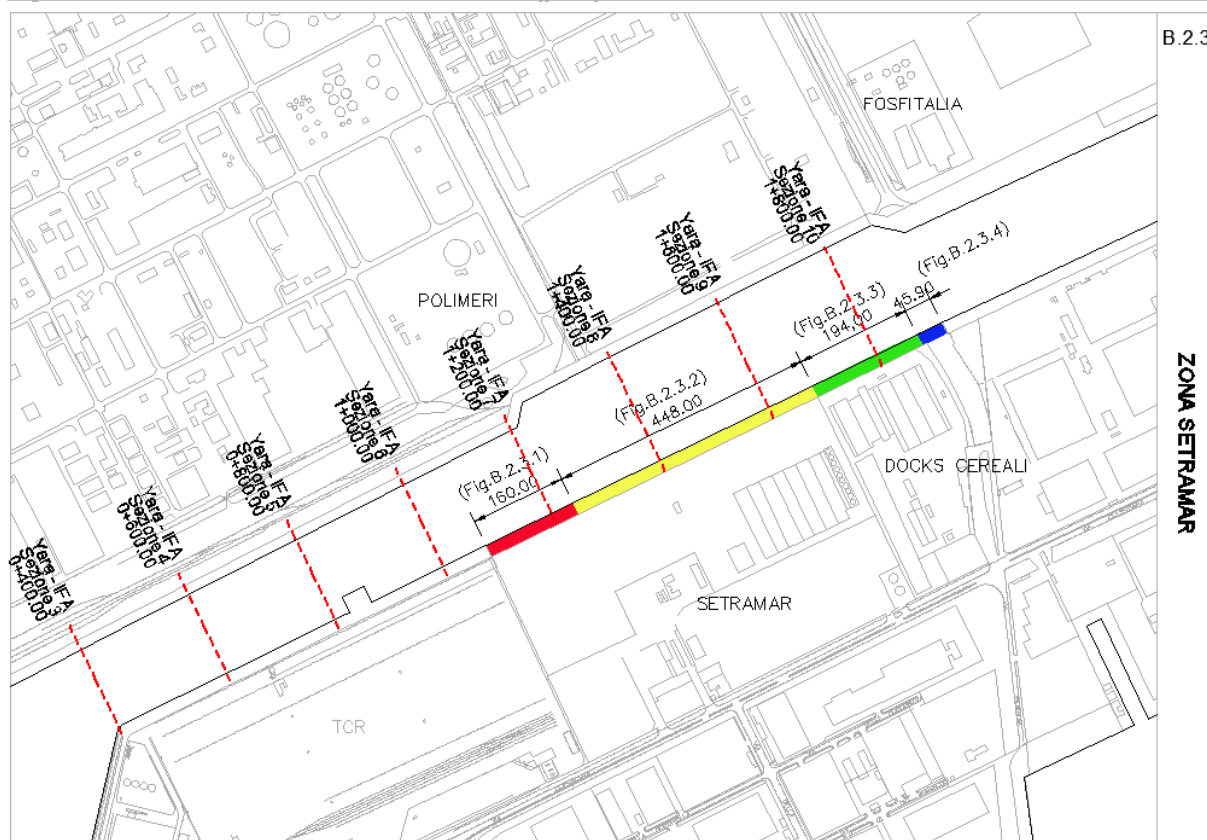 B.2.3
FOSFITALIA
Yara - IFA
Sezione 10
1+800.00
Yara - IFA
Sezione 9
1+600.00
(Fig.B.2.3.4)
45.90
(Fig.B.2.3.3)
194.00
POLIMERI
Yara - IFA
Sezione 8
1+400.00
Yara - IFA
Sezione 7
1+200.00
(Fig.B.2.3.2)
448.00
Yara - IFA
Sezione 6
1+000.00
(Fig.B.2.3.1)
160.00
Yara - IFA
Sezione 5
0+800.00
Yara - IFA
Sezione 4
0+600.00
Yara - IFA
Sezione 3
0+400.00
DOCKS CEREALI
ZONA SETRAMAR
SETRAMAR
TCR